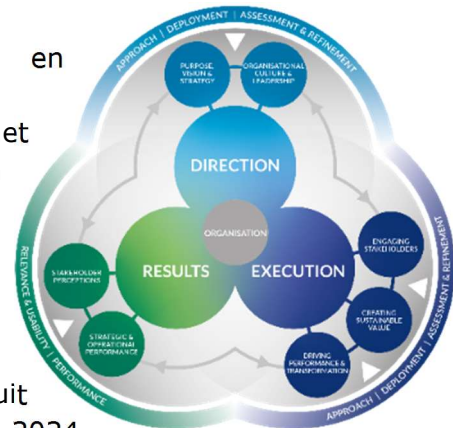 en
et
uit
2024
APPROACH | DEPLOYMENT | ASSESSMENT & REFINEMENT
PURPOSE,
VISION &
STRATEGY
ORGANISATIONAL
CULTURE &
LEADERSHIP
DIRECTION
ORGANISATION
RESULTS
EXECUTION
STAKEHOLDER
PERCEPTIONS
STRATEGIC &
OPERATIONAL
PERFORMANCE
ENGAGING
STAKEHOLDERS
CREATING
SUSTAINABLE
VALUE
DRIVING
PERFORMANCE &
TRANSFORMATION
RELEVANCE & USABILITY | PERFORMANCE
APPROACH | DEPLOYMENT | ASSESSMENT & REFINEMENT